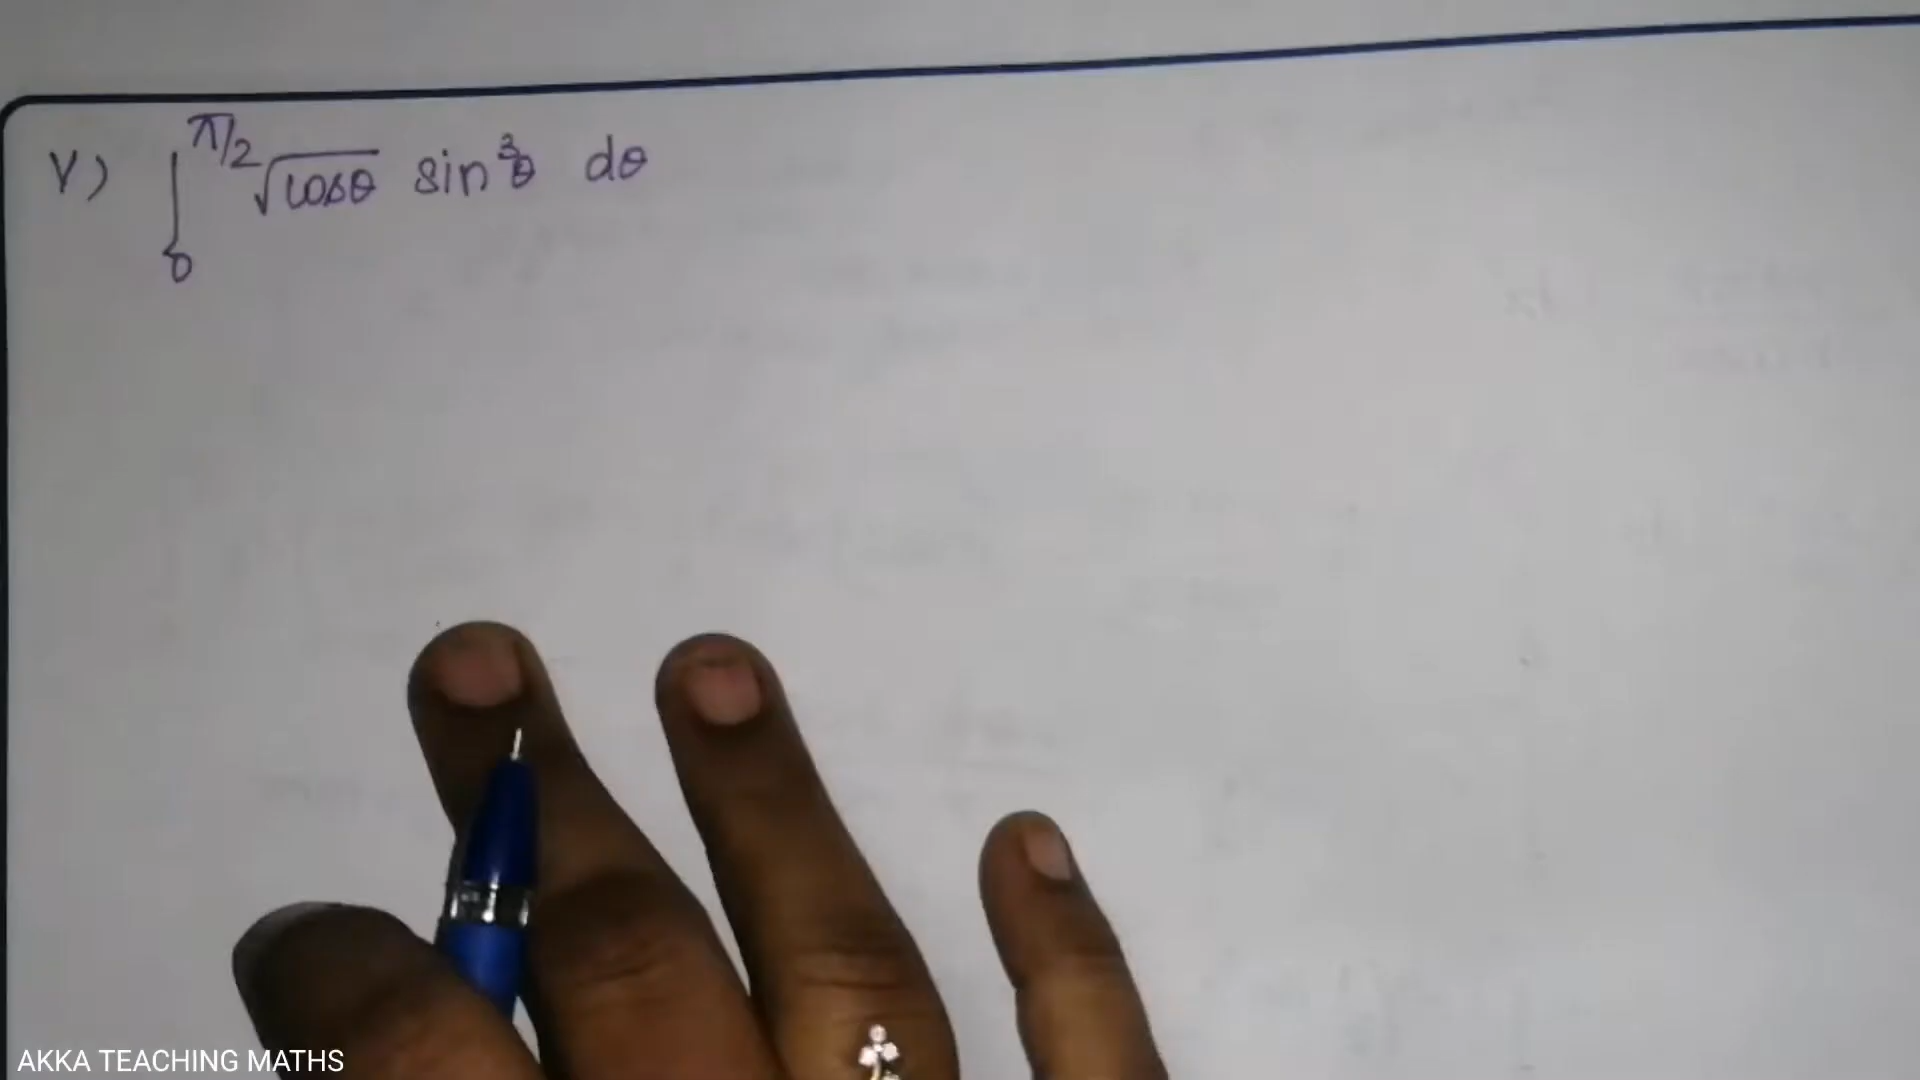 V) ∫₀^π/2 √cosθ sin³θ dθ
AKKA TEACHING MATHS